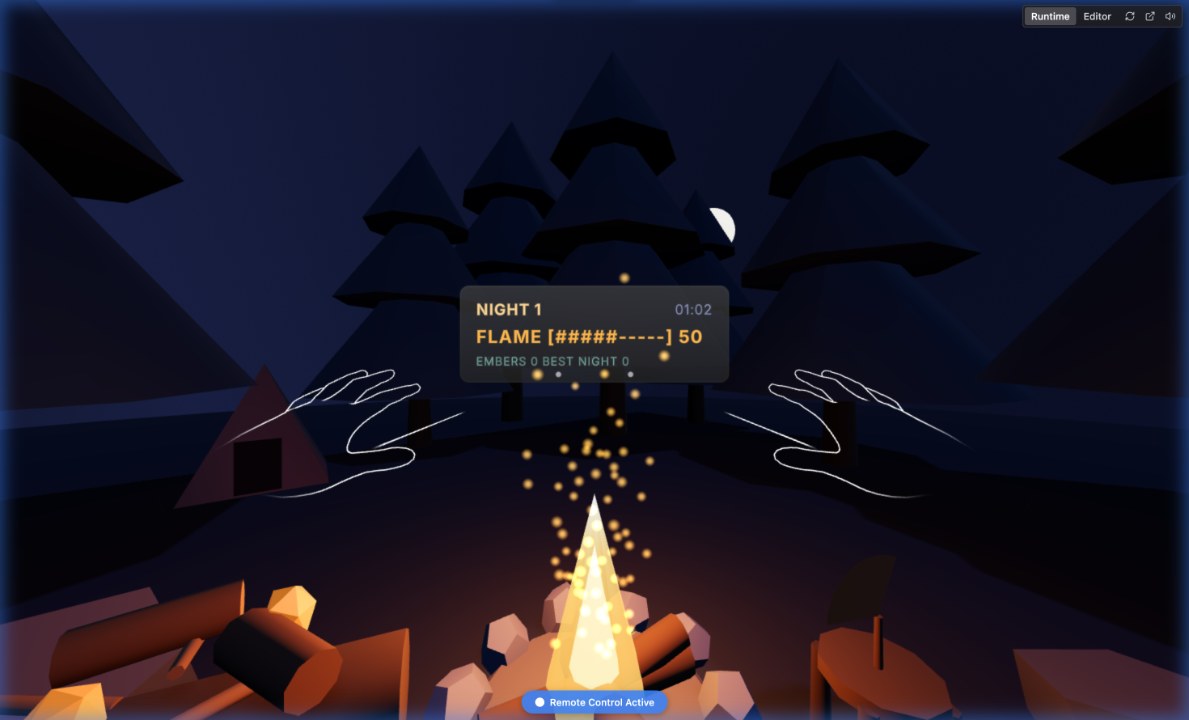 Runtime Editor
NIGHT 1 01:02
FLAME [#####-----] 50
EMBERS 0 BEST NIGHT 0
Remote Control Active